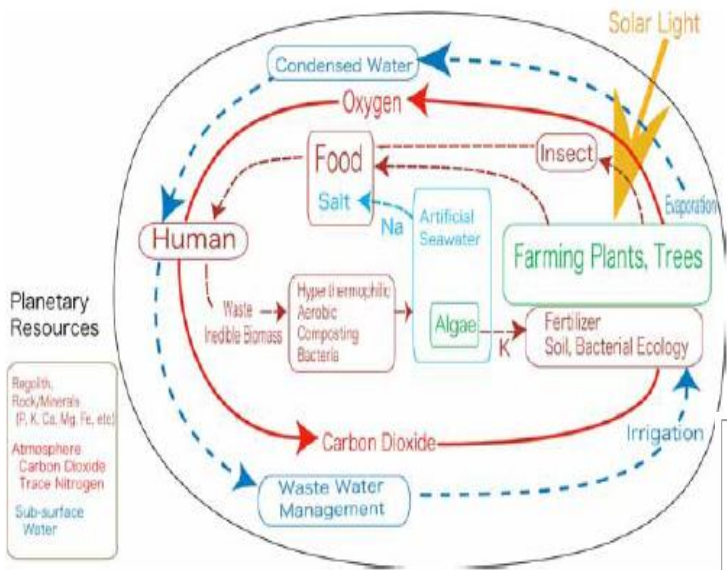 Solar Light
Condensed Water
Oxygen
Insect
Food
Salt
Na
Evaporation
Artificial
Seawater
Human
Farming Plants, Trees
Hyperthermophilic
Aerobic
Composting
Bacteria
Waste
Inedible Biomass
Algae
K
Fertilizer
Soil, Bacterial Ecology
Planetary
Resources
Regolith,
Rock/Minerals
(P, K, Ca, Mg, Fe, etc)
Atmosphere
Carbon Dioxide
Trace Nitrogen
Sub-surface
Water
Carbon Dioxide
Irrigation
Waste Water
Management